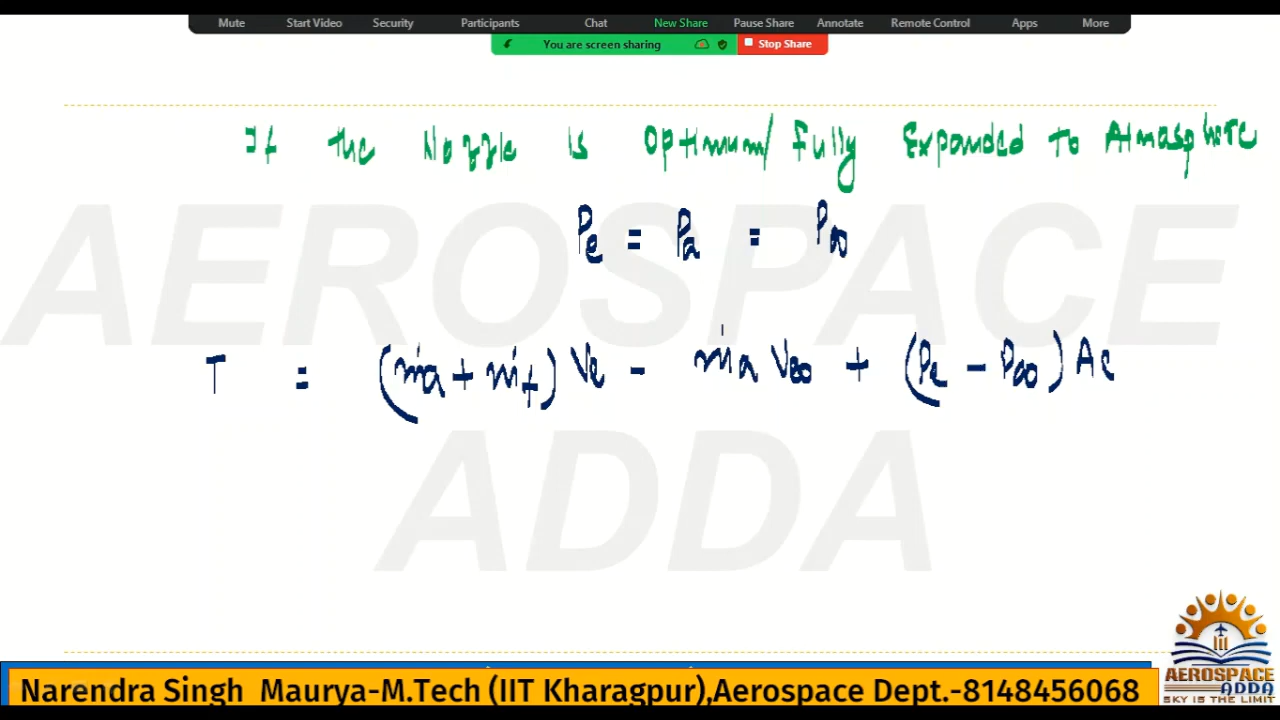 Mute Start Video Security Participants Chat New Share Pause Share Annotate Remote Control Apps More
You are screen sharing Stop Share
If the Nozzle is Optimum/fully Expanded to Atmosphere
Pe = Pa = P∞
T = (ṁa + ṁf) Ve - ṁa V∞ + (Pe - P∞) Ae
AEROSPACE
ADDA
AEROSPACE
ADDA
SKY IS THE LIMIT
Narendra Singh Maurya-M.Tech (IIT Kharagpur),Aerospace Dept.-8148456068